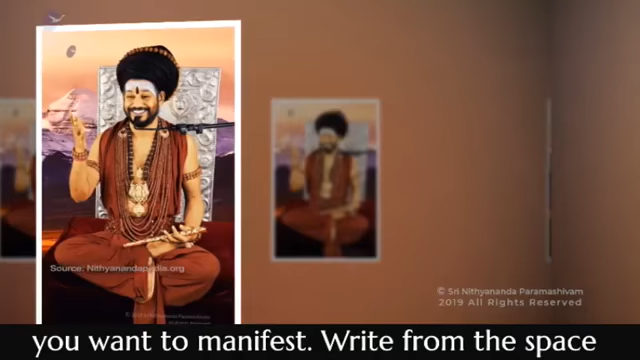 Source: Nithyanandapedia.org
© Sri Nithyananda Paramashivam
2019 All Rights Reserved
you want to manifest. Write from the space